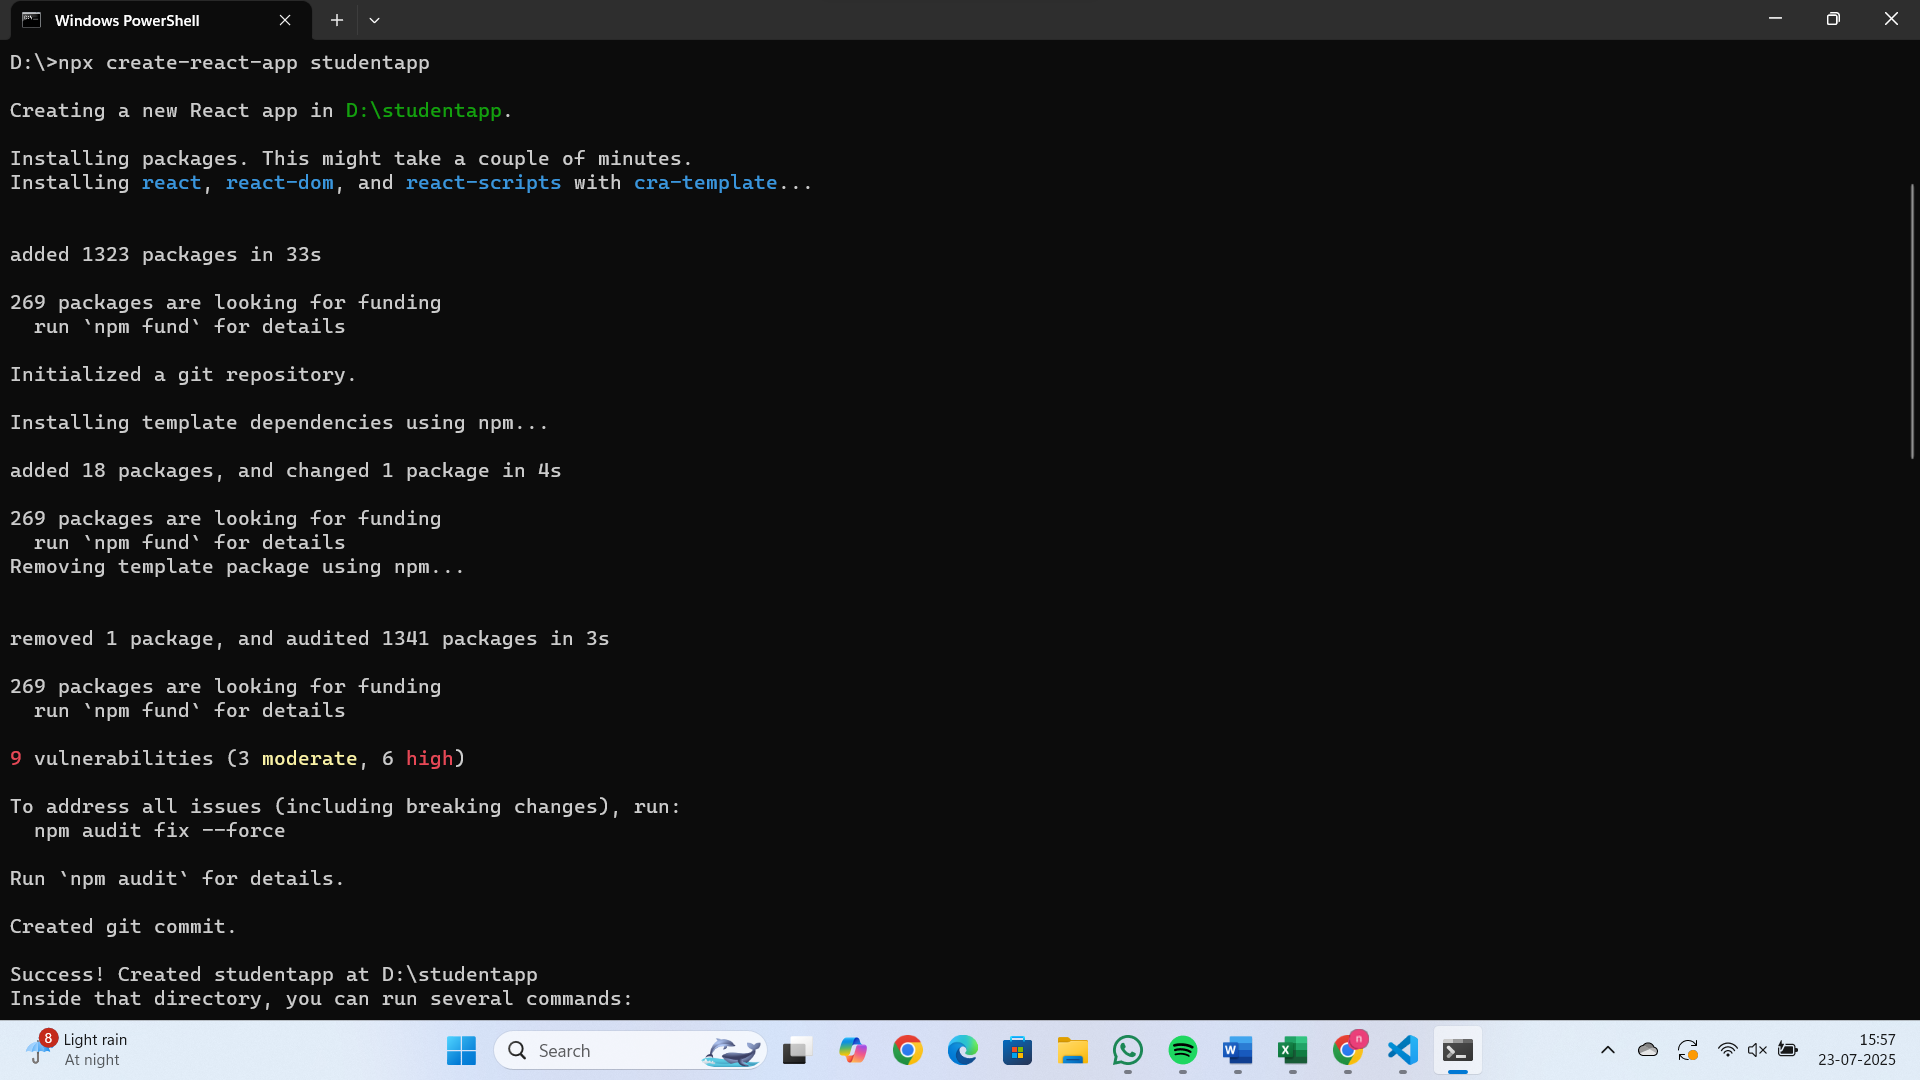 Windows PowerShell
D:\>npx create-react-app studentapp
Creating a new React app in D:\studentapp.
Installing packages. This might take a couple of minutes.
Installing react, react-dom, and react-scripts with cra-template...
added 1323 packages in 33s
269 packages are looking for funding
  run `npm fund` for details
Initialized a git repository.
Installing template dependencies using npm...
added 18 packages, and changed 1 package in 4s
269 packages are looking for funding
  run `npm fund` for details
Removing template package using npm...
removed 1 package, and audited 1341 packages in 3s
269 packages are looking for funding
  run `npm fund` for details
9 vulnerabilities (3 moderate, 6 high)
To address all issues (including breaking changes), run:
  npm audit fix --force
Run `npm audit` for details.
Created git commit.
Success! Created studentapp at D:\studentapp
Inside that directory, you can run several commands:
8
Light rain
At night
Search
n
15:57
23-07-2025